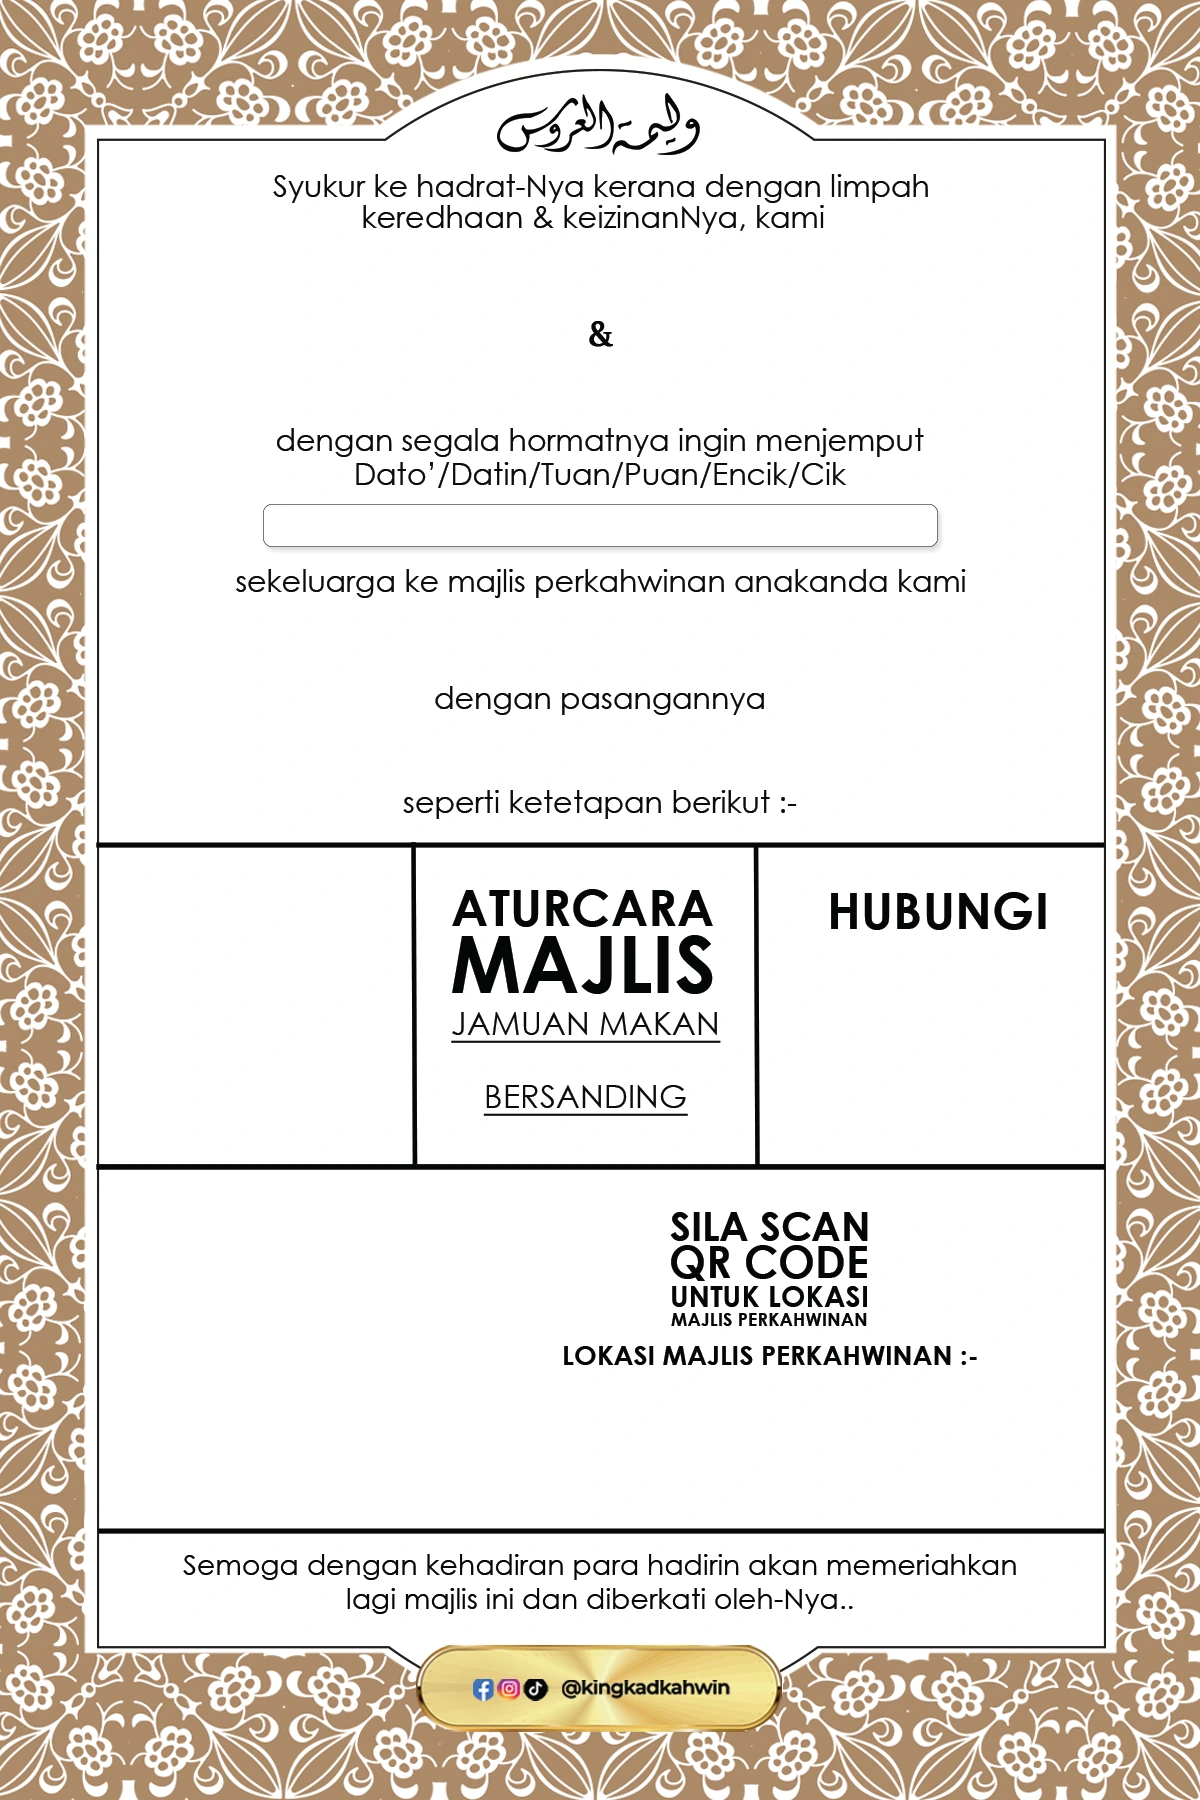 وليمة العروس
Syukur ke hadrat-Nya kerana dengan limpah
keredhaan & keizinanNya, kami
&
dengan segala hormatnya ingin menjemput
Dato’/Datin/Tuan/Puan/Encik/Cik
sekeluarga ke majlis perkahwinan anakanda kami
dengan pasangannya
seperti ketetapan berikut :-
ATURCARA
MAJLIS
JAMUAN MAKAN
BERSANDING
HUBUNGI
SILA SCAN
QR CODE
UNTUK LOKASI
MAJLIS PERKAHWINAN
LOKASI MAJLIS PERKAHWINAN :-
Semoga dengan kehadiran para hadirin akan memeriahkan
lagi majlis ini dan diberkati oleh-Nya..
@kingkadkahwin